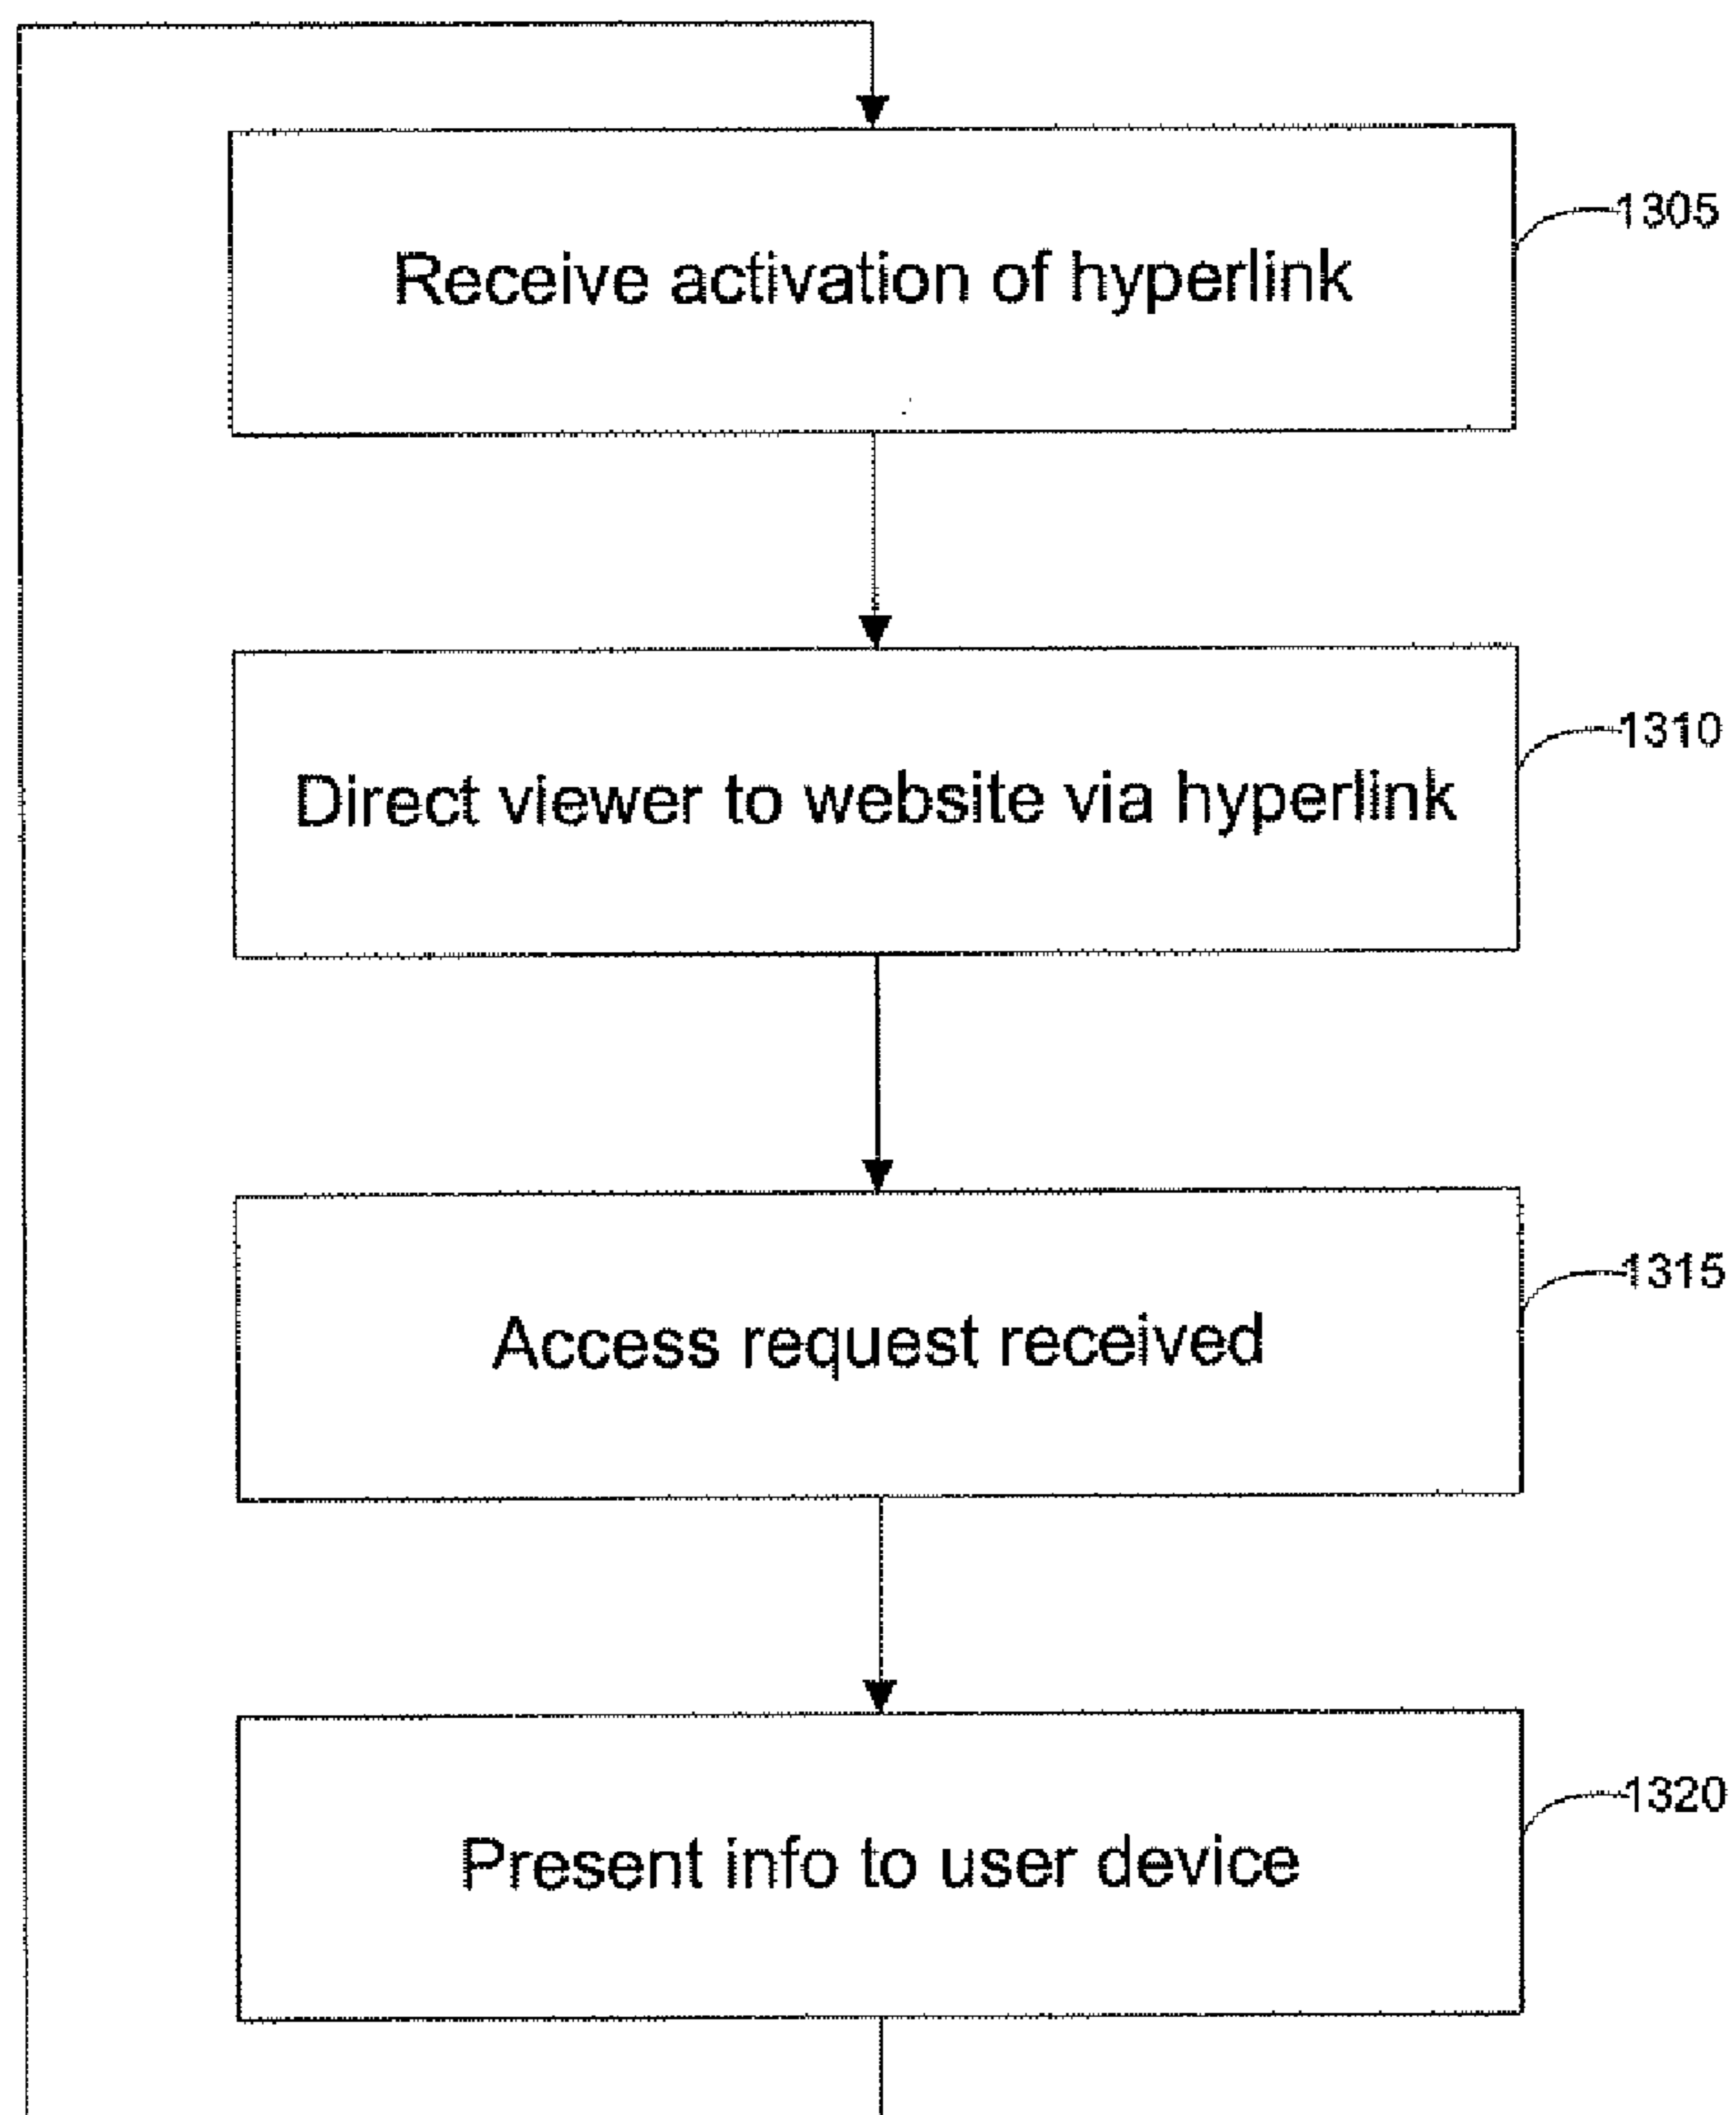 Receive activation of hyperlink
1305
Direct viewer to website via hyperlink
1310
Access request received
1315
Present info to user device
1320